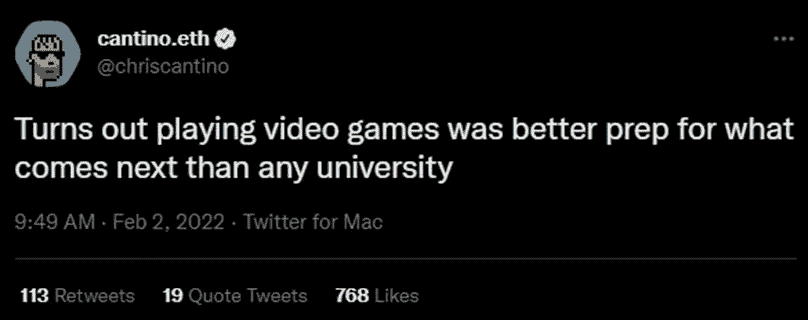 cantino.eth
@chriscantino
Turns out playing video games was better prep for what
comes next than any university
9:49 AM · Feb 2, 2022 · Twitter for Mac
113 Retweets 19 Quote Tweets 768 Likes